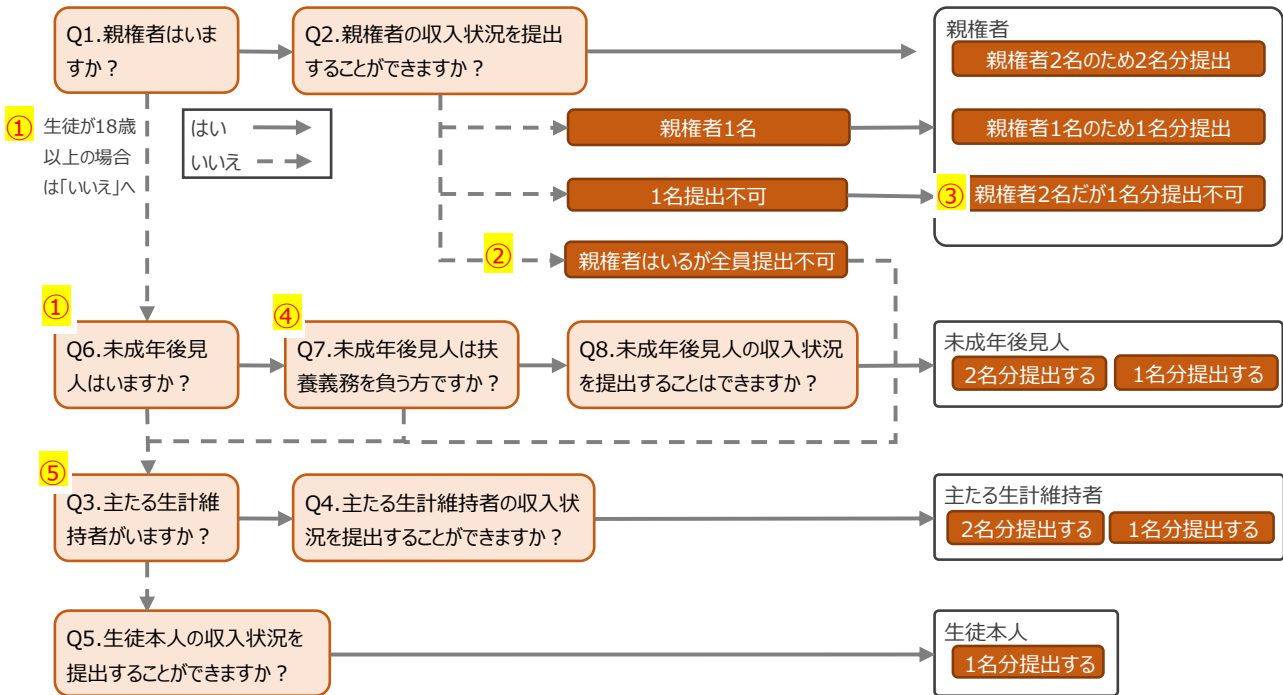 Q1.親権者はいま
すか？
Q2.親権者の収入状況を提出
することができますか？
親権者
親権者2名のため2名分提出
① 生徒が18歳
以上の場合
は「いいえ」へ
はい
いいえ
親権者1名
親権者1名のため1名分提出
1名提出不可
③ 親権者2名だが1名分提出不可
② 親権者はいるが全員提出不可
①
Q6.未成年後見
人はいますか？
④
Q7.未成年後見人は扶
養義務を負う方ですか？
Q8.未成年後見人の収入状況
を提出することはできますか？
未成年後見人
2名分提出する
1名分提出する
⑤
Q3.主たる生計維
持者がいますか？
Q4.主たる生計維持者の収入状
況を提出することができますか？
主たる生計維持者
2名分提出する
1名分提出する
Q5.生徒本人の収入状況を
提出することができますか？
生徒本人
1名分提出する